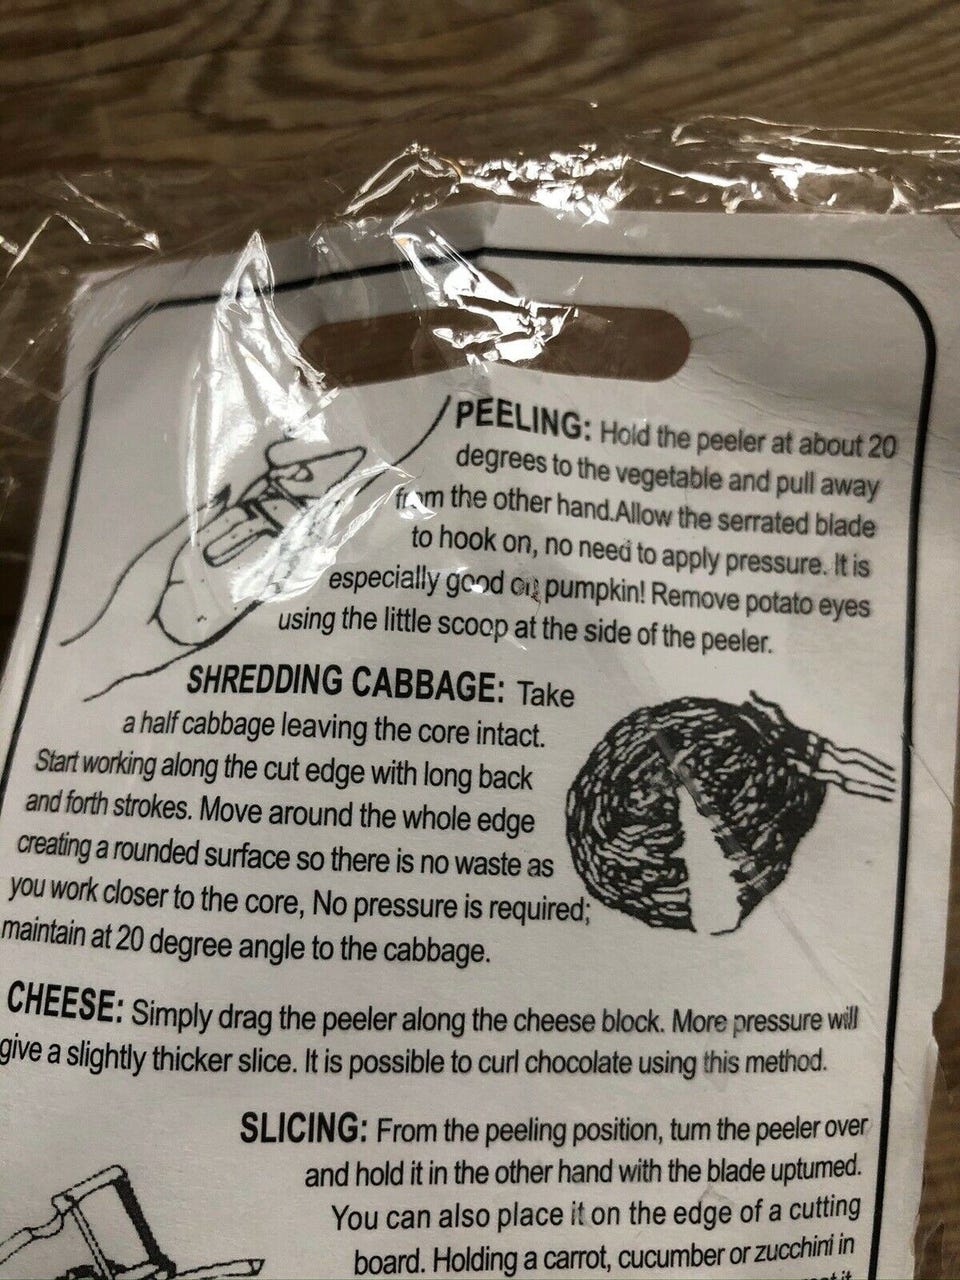 PEELING: Hold the peeler at about 20
degrees to the vegetable and pull away
from the other hand.Allow the serrated blade
to hook on, no need to apply pressure. It is
especially good on pumpkin! Remove potato eyes
using the little scoop at the side of the peeler.
SHREDDING CABBAGE: Take
a half cabbage leaving the core intact.
Start working along the cut edge with long back
and forth strokes. Move around the whole edge
creating a rounded surface so there is no waste as
you work closer to the core, No pressure is required;
maintain at 20 degree angle to the cabbage.
CHEESE: Simply drag the peeler along the cheese block. More pressure will
give a slightly thicker slice. It is possible to curl chocolate using this method.
SLICING: From the peeling position, turn the peeler over
and hold it in the other hand with the blade upturned.
You can also place it on the edge of a cutting
board. Holding a carrot, cucumber or zucchini in